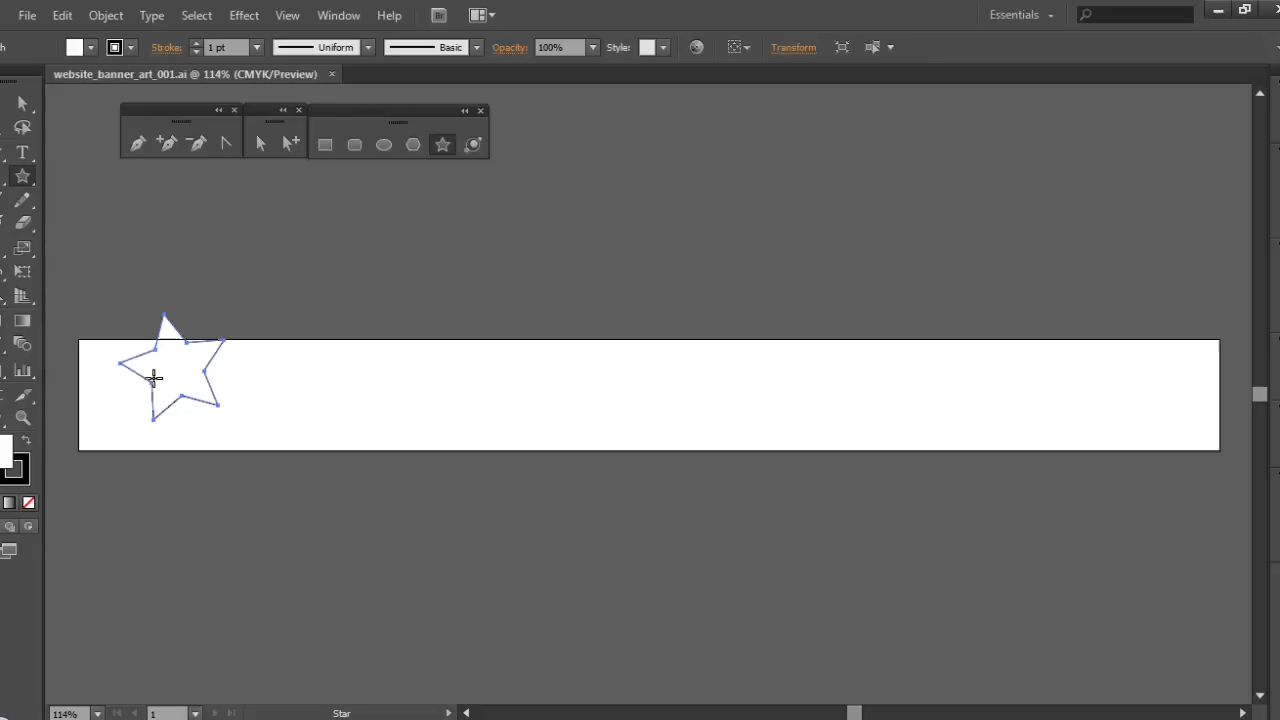 File Edit Object Type Select Effect View Window Help Br Essentials
h Stroke: 1 pt Uniform Basic Opacity: 100% Style: Transform
website_banner_art_001.ai @ 114% (CMYK/Preview) ×
T
114% 1 Star